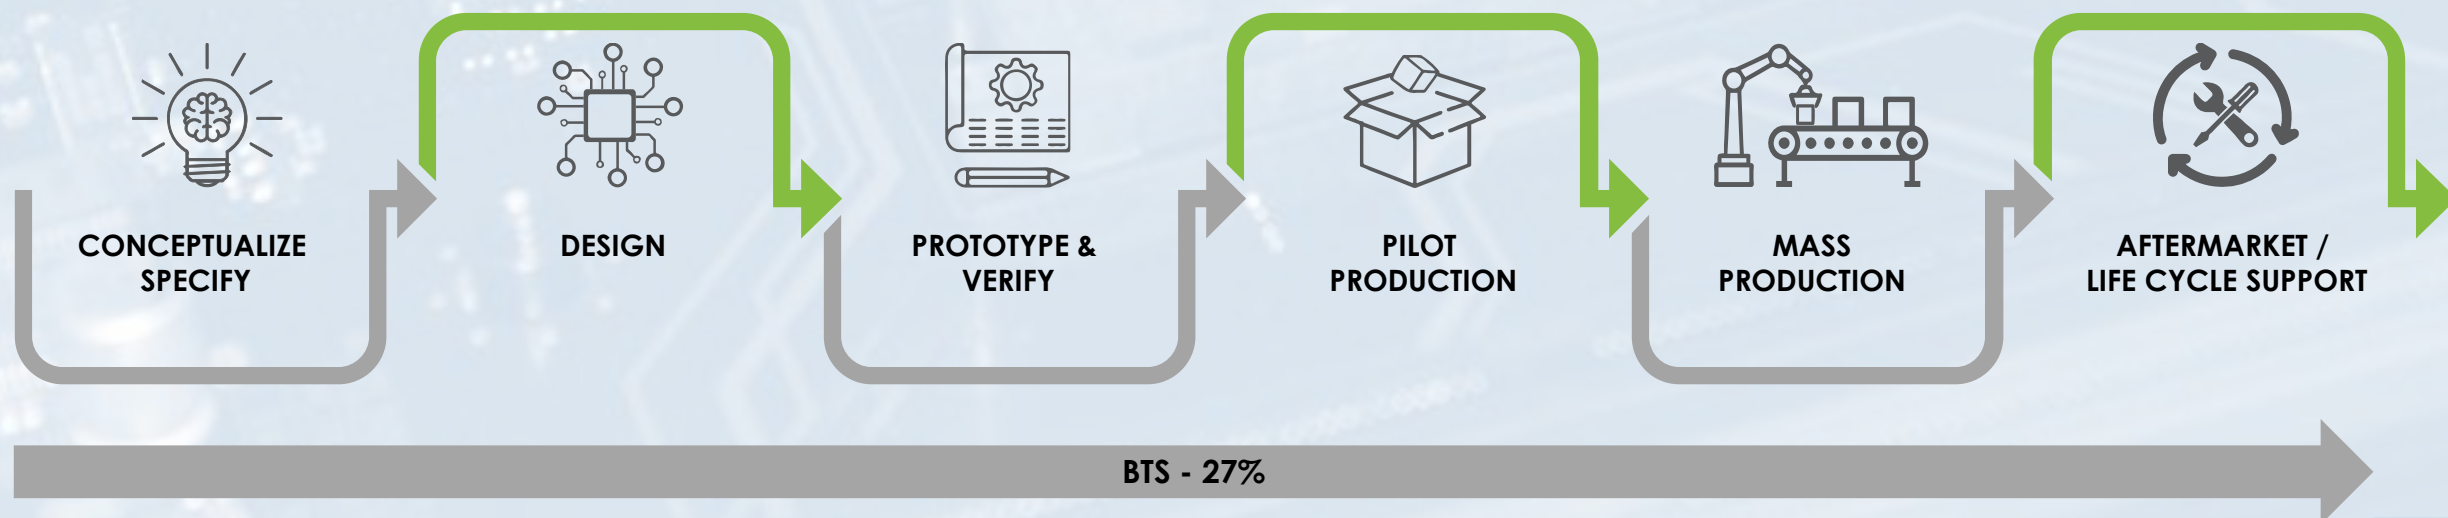 CONCEPTUALIZE
SPECIFY
DESIGN
PROTOTYPE &
VERIFY
PILOT
PRODUCTION
MASS
PRODUCTION
AFTERMARKET /
LIFE CYCLE SUPPORT
BTS - 27%